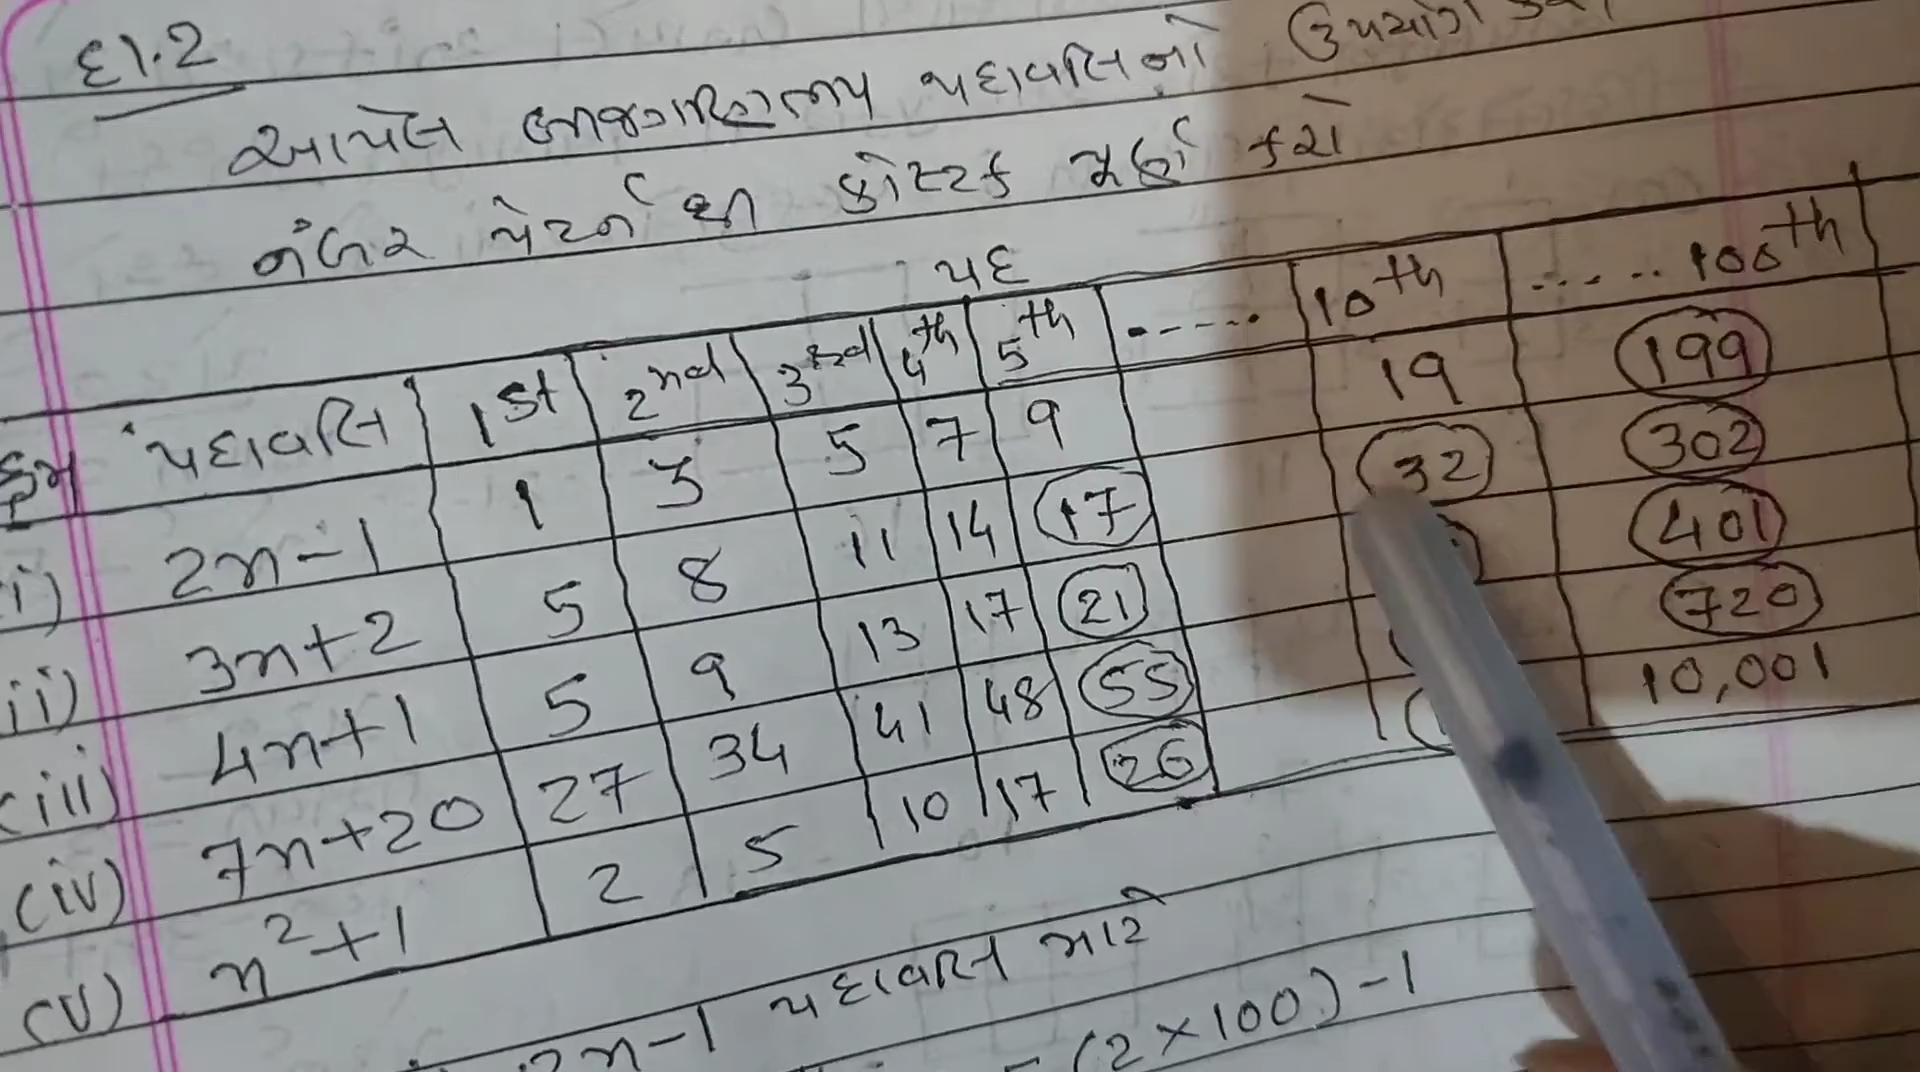 દા.2
આપેલ બીજગાણિતીય પદાવલિનો ઉપયોગ કરી
નંબર પેટર્ન ના કોષ્ટક પૂર્ણ કરો
પદ
ક્રમ પદાવલિ 1st 2nd 3rd 4th 5th ..... 10th ..... 100th
(i) 2n-1 1 3 5 7 9 19 199
(ii) 3n+2 5 8 11 14 17 32 302
(iii) 4n+1 5 9 13 17 21 401
(iv) 7n+20 27 34 41 48 55 720
(v) n²+1 2 5 10 17 26 10,001
2n-1 પદાવલિ માટે
= (2×100)-1